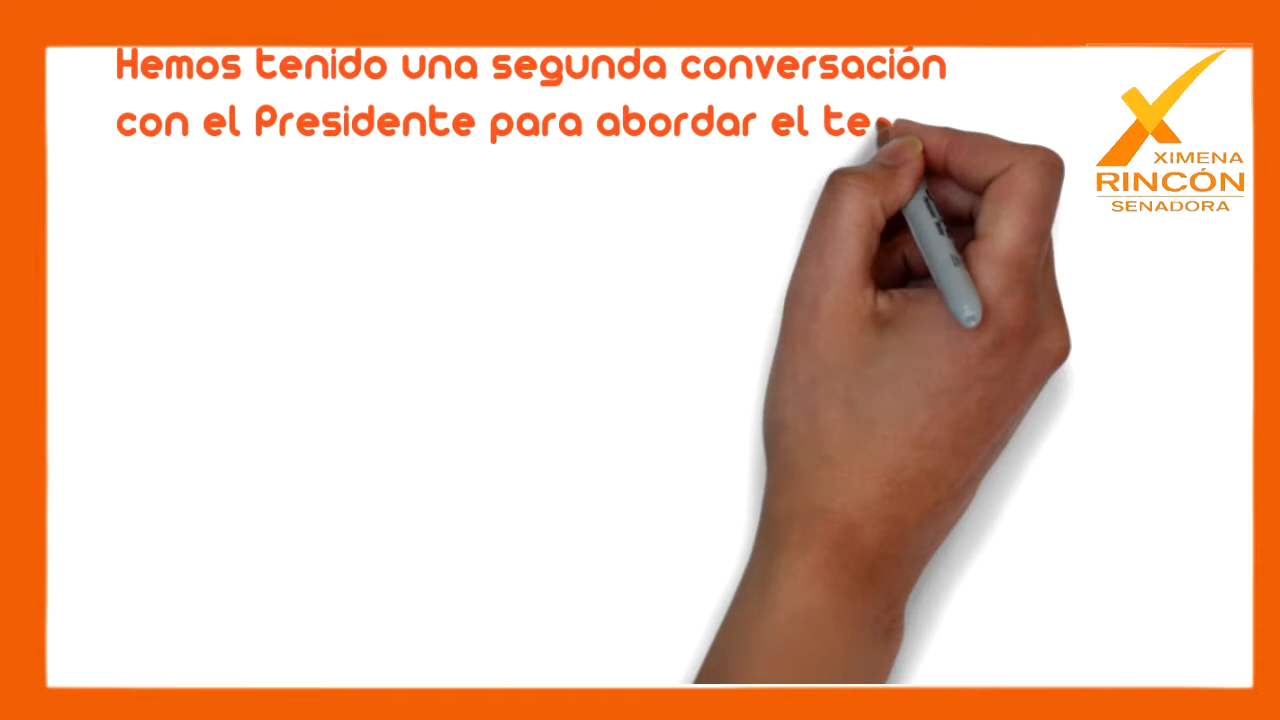 Hemos tenido una segunda conversación
con el Presidente para abordar el te
XIMENA
RINCÓN
SENADORA